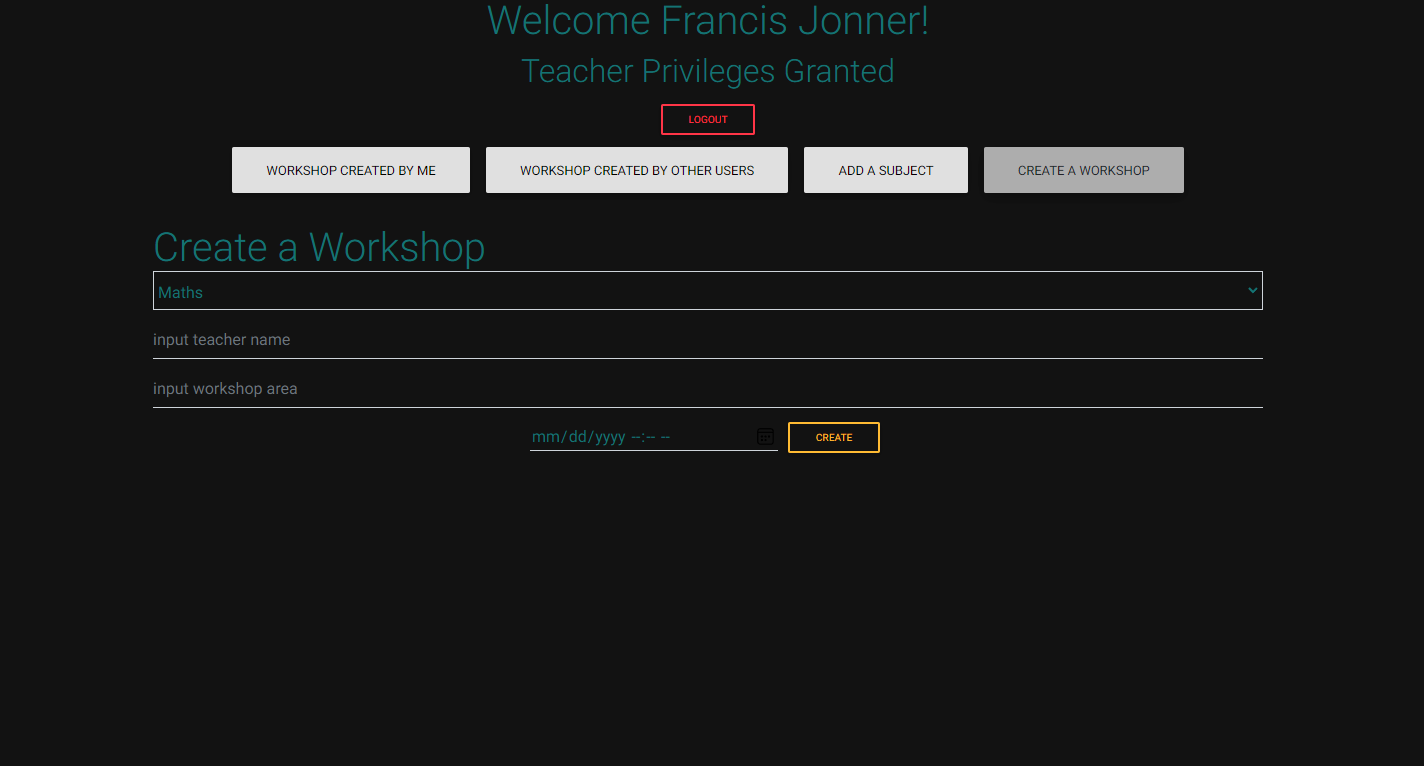 Welcome Francis Jonner!
Teacher Privileges Granted
LOGOUT
WORKSHOP CREATED BY ME WORKSHOP CREATED BY OTHER USERS ADD A SUBJECT CREATE A WORKSHOP
Create a Workshop
Maths
input teacher name
input workshop area
mm/dd/yyyy --:-- -- CREATE